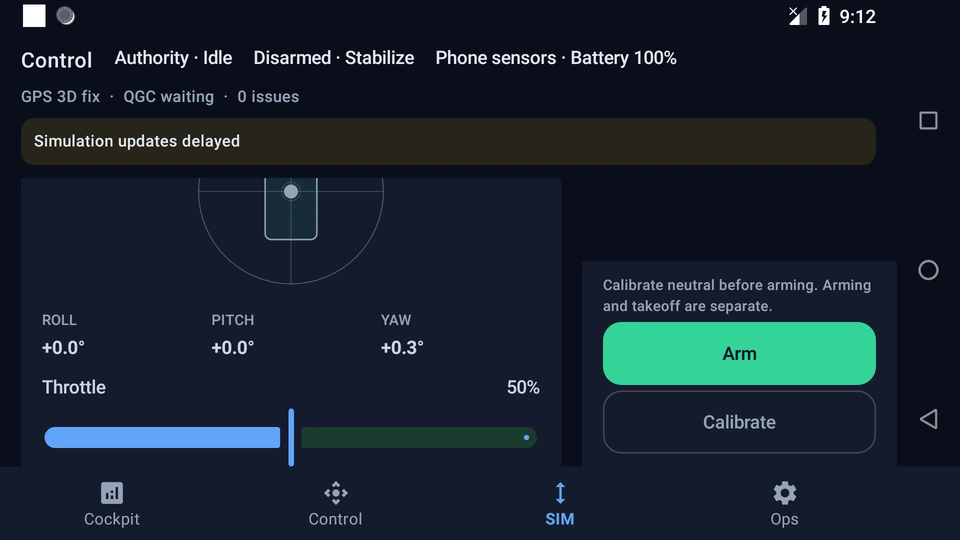 9:12
Control Authority · Idle Disarmed · Stabilize Phone sensors · Battery 100%
GPS 3D fix · QGC waiting · 0 issues
Simulation updates delayed
ROLL PITCH YAW
+0.0° +0.0° +0.3°
Throttle 50%
Calibrate neutral before arming. Arming
and takeoff are separate.
Arm
Calibrate
Cockpit Control SIM Ops